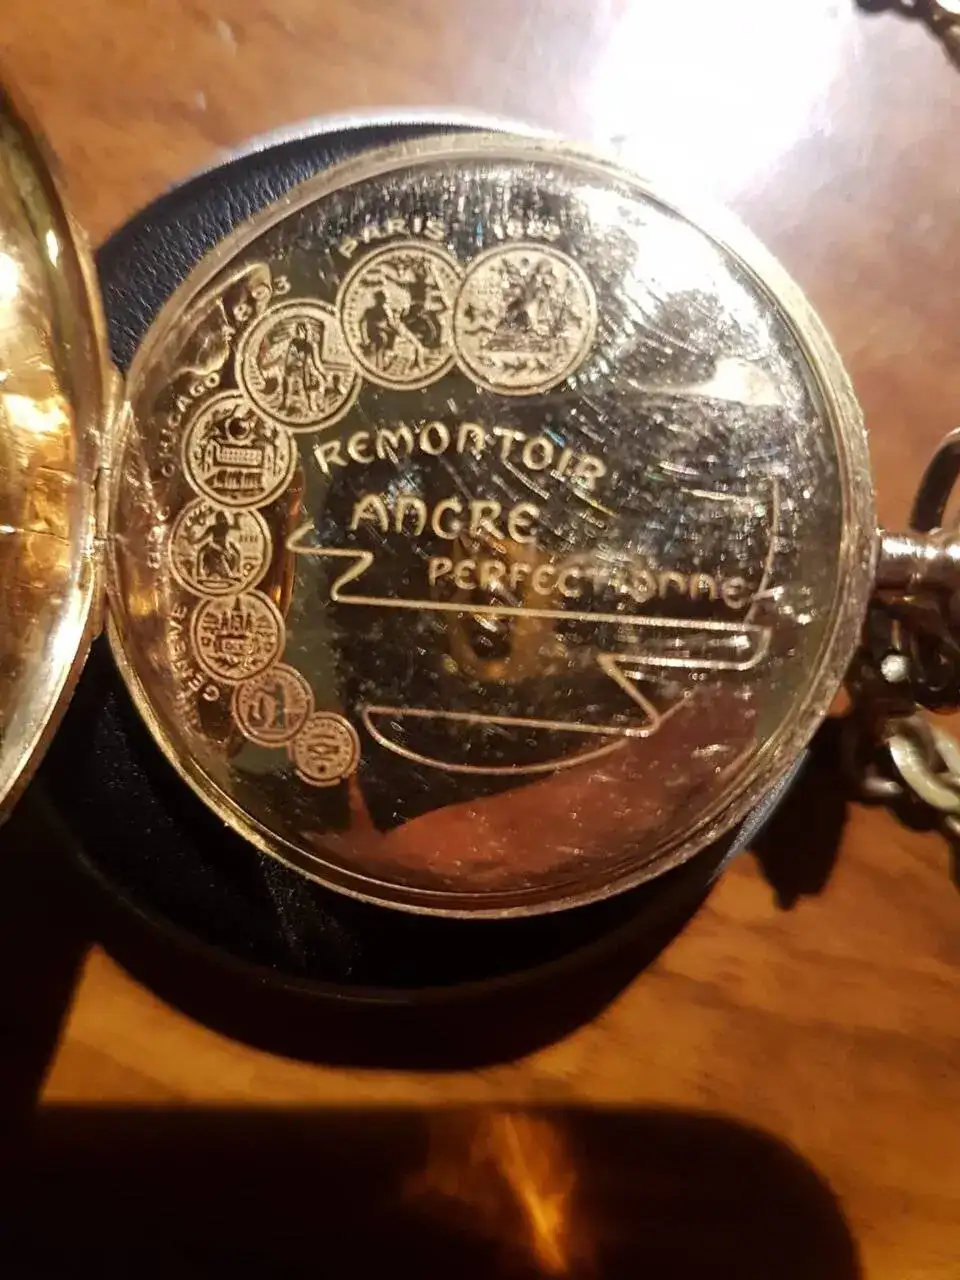 PARIS 1889
CHICAGO 1893
GENEVE
REMONTOIR
ANCRE
PERFECTIONNE